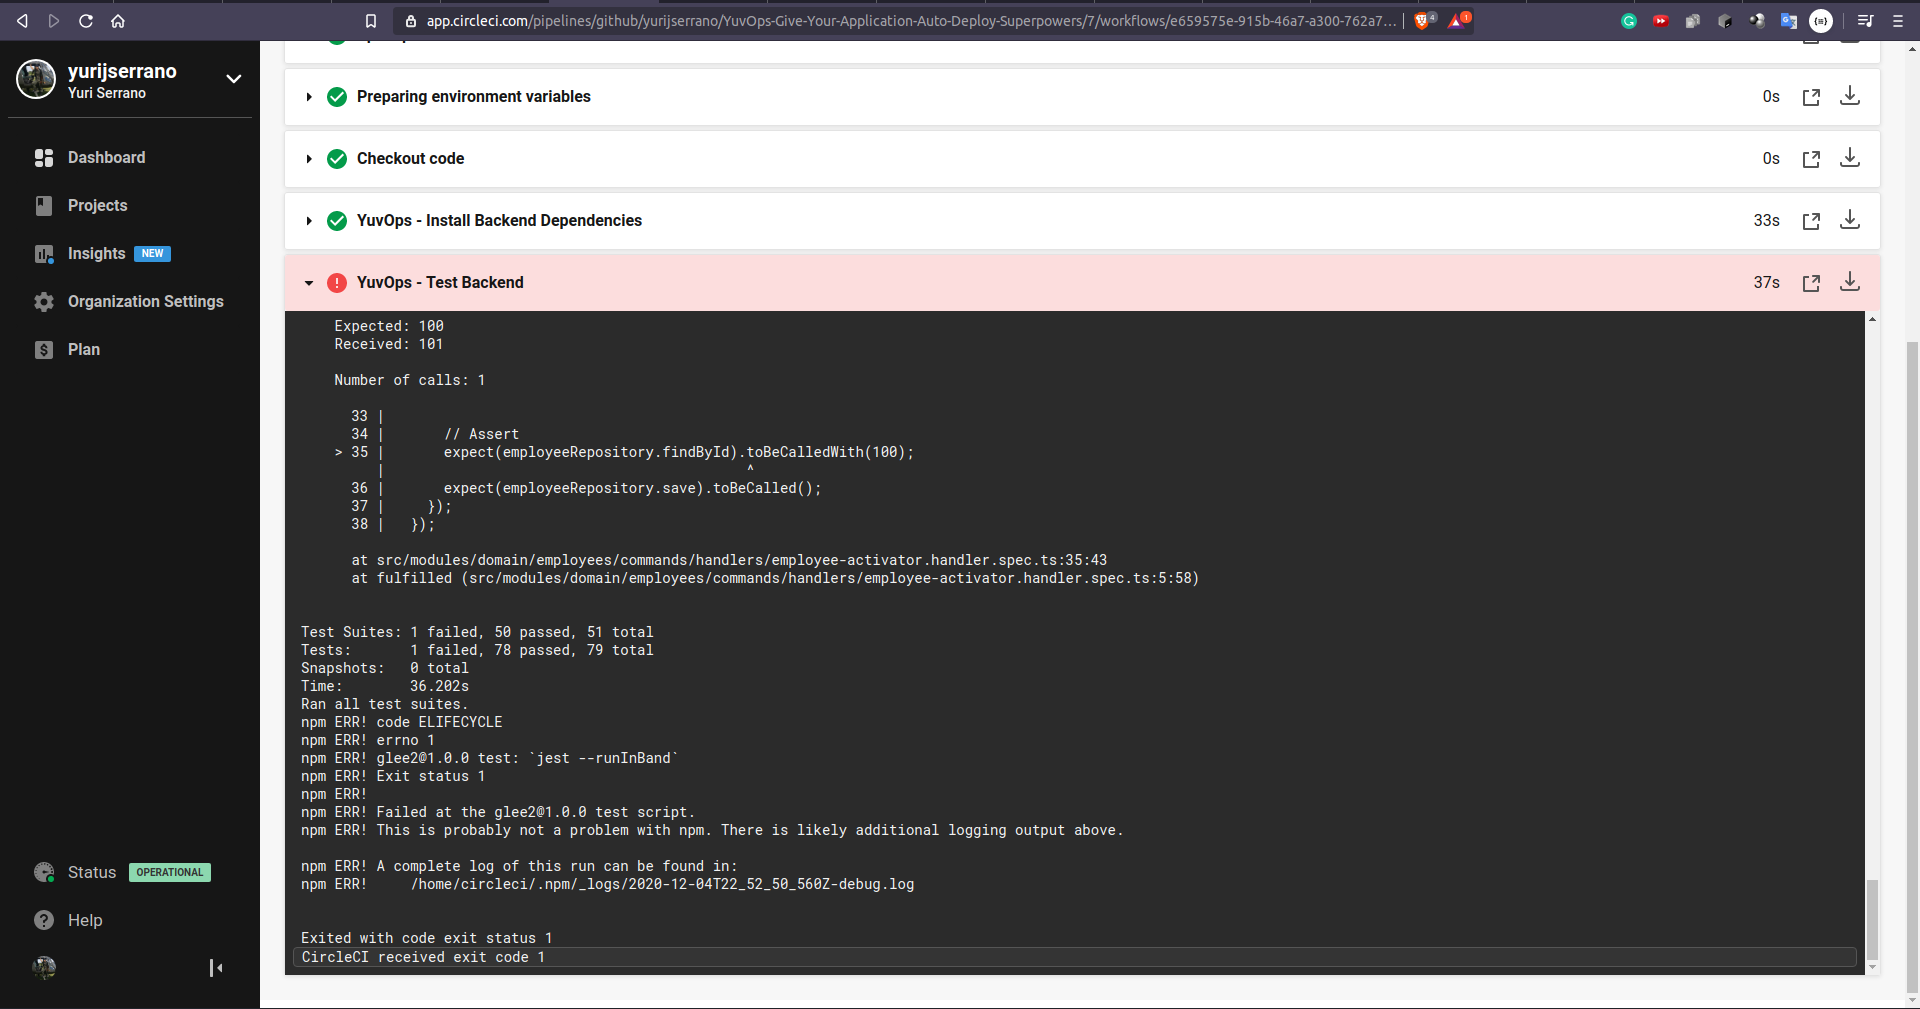 app.circleci.com/pipelines/github/yurijserrano/YuvOps-Give-Your-Application-Auto-Deploy-Superpowers/7/workflows/e659575e-915b-46a7-a300-762a7...
4
1
yurijserrano
Yuri Serrano
Dashboard
Projects
Insights NEW
Organization Settings
Plan
Status OPERATIONAL
Help
Preparing environment variables 0s
Checkout code 0s
YuvOps - Install Backend Dependencies 33s
YuvOps - Test Backend 37s
Expected: 100
Received: 101
Number of calls: 1
33 |
34 | // Assert
> 35 | expect(employeeRepository.findById).toBeCalledWith(100);
| ^
36 | expect(employeeRepository.save).toBeCalled();
37 | });
38 | });
at src/modules/domain/employees/commands/handlers/employee-activator.handler.spec.ts:35:43
at fulfilled (src/modules/domain/employees/commands/handlers/employee-activator.handler.spec.ts:5:58)
Test Suites: 1 failed, 50 passed, 51 total
Tests: 1 failed, 78 passed, 79 total
Snapshots: 0 total
Time: 36.202s
Ran all test suites.
npm ERR! code ELIFECYCLE
npm ERR! errno 1
npm ERR! glee2@1.0.0 test: `jest --runInBand`
npm ERR! Exit status 1
npm ERR!
npm ERR! Failed at the glee2@1.0.0 test script.
npm ERR! This is probably not a problem with npm. There is likely additional logging output above.
npm ERR! A complete log of this run can be found in:
npm ERR! /home/circleci/.npm/_logs/2020-12-04T22_52_50_560Z-debug.log
Exited with code exit status 1
CircleCI received exit code 1